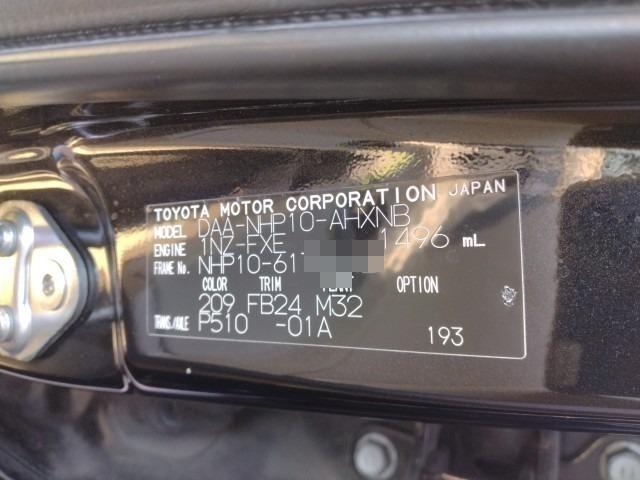 TOYOTA MOTOR CORPORATION JAPAN
MODEL DAA-NHP10-AHXNB
ENGINE 1NZ-FXE 1496 mL
FRAME No. NHP10-61
COLOR TRIM OPTION
209 FB24 M32
TRANS./AXLE P510 -01A 193